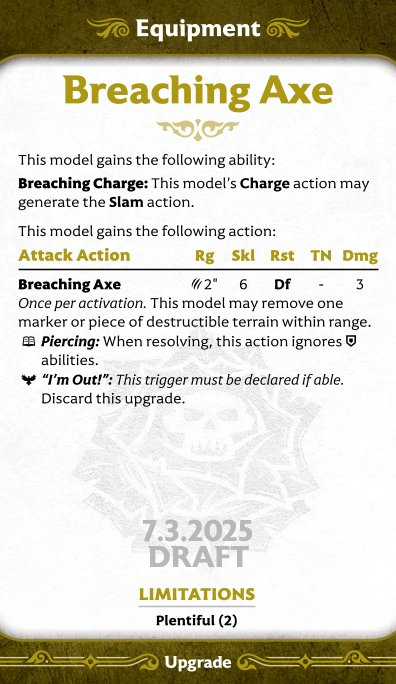 Equipment
Breaching Axe
This model gains the following ability:
Breaching Charge: This model's Charge action may
generate the Slam action.
This model gains the following action:
Attack Action Rg Skl Rst TN Dmg
Breaching Axe 2" 6 Df - 3
Once per activation. This model may remove one
marker or piece of destructible terrain within range.
Piercing: When resolving, this action ignores
abilities.
“I'm Out!”: This trigger must be declared if able.
Discard this upgrade.
7.3.2025
DRAFT
LIMITATIONS
Plentiful (2)
Upgrade